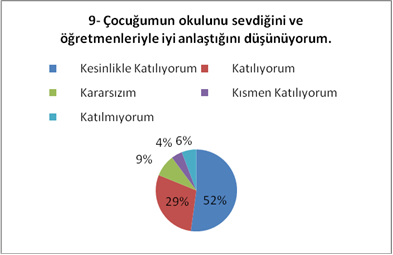 9- Çocuğumun okulunu sevdiğini ve
öğretmenleriyle iyi anlaştığını düşünüyorum.
Kesinlikle Katılıyorum
Katılıyorum
Kararsızım
Kısmen Katılıyorum
Katılmıyorum
4%
6%
9%
29%
52%